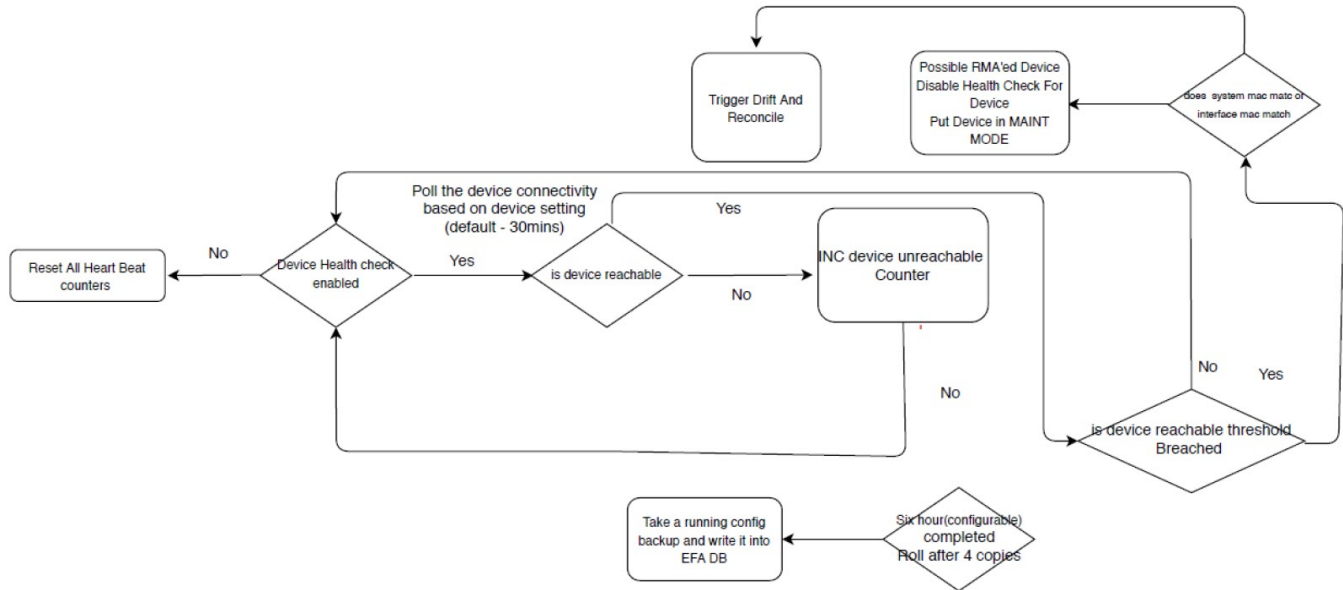 Trigger Drift And
Reconcile
Possible RMA'ed Device
Disable Health Check For
Device
Put Device in MAINT
MODE
does system mac matc or
interface mac match
Poll the device connectivity
based on device setting
(default - 30mins)
Yes
No
Reset All Heart Beat
counters
Device Health check
enabled
Yes
is device reachable
No
INC device unreachable
Counter
No
No
Yes
is device reachable threshold
Breached
Take a running config
backup and write it into
EFA DB
Six hour(configurable)
completed
Roll after 4 copies